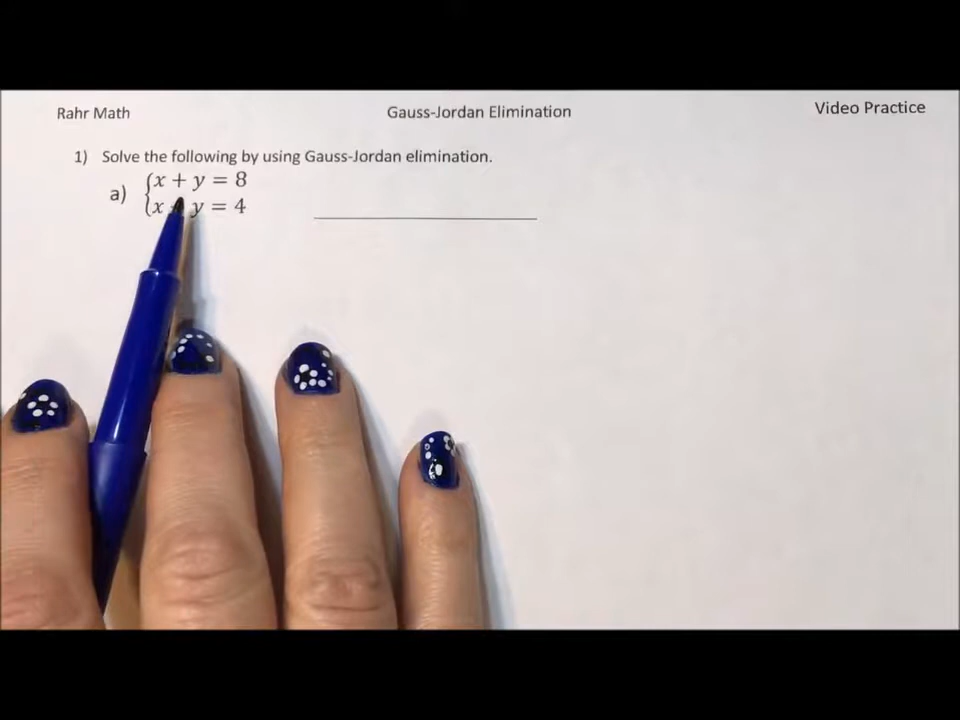 Rahr Math
Gauss-Jordan Elimination
Video Practice
1) Solve the following by using Gauss-Jordan elimination.
a) { x + y = 8
x y = 4